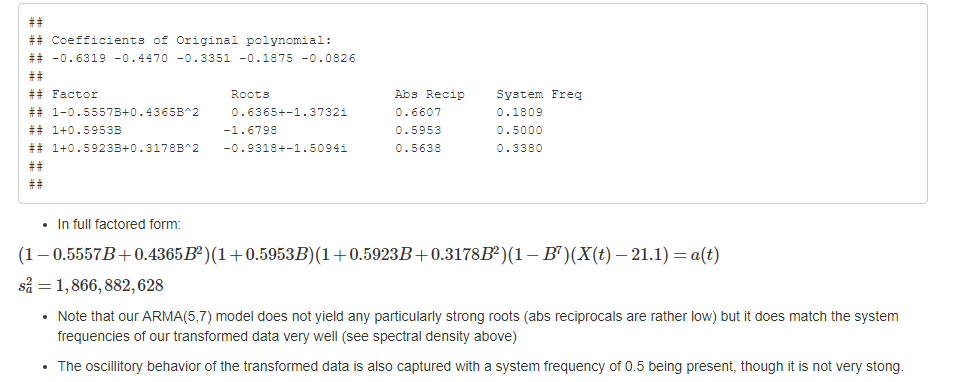 ##
## Coefficients of Original polynomial:
## -0.6319 -0.4470 -0.3351 -0.1875 -0.0826
##
## Factor Roots Abs Recip System Freq
## 1-0.5557B+0.4365B^2 0.6365+-1.3732i 0.6607 0.1809
## 1+0.5953B -1.6798 0.5953 0.5000
## 1+0.5923B+0.3178B^2 -0.9318+-1.5094i 0.5638 0.3380
##
##
• In full factored form:
(1 − 0.5557B + 0.4365B²)(1 + 0.5953B)(1 + 0.5923B + 0.3178B²)(1 − B⁷)(X(t) − 21.1) = a(t)
s²ₐ = 1,866,882,628
• Note that our ARMA(5,7) model does not yield any particularly strong roots (abs reciprocals are rather low) but it does match the system
frequencies of our transformed data very well (see spectral density above)
• The oscillitory behavior of the transformed data is also captured with a system frequency of 0.5 being present, though it is not very stong.